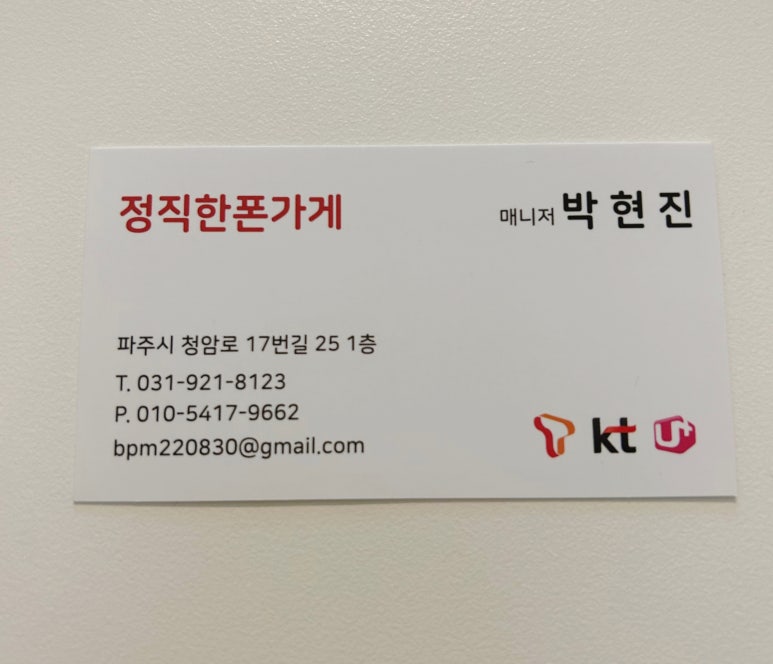 정직한폰가게
매니저 박현진
파주시 청암로 17번길 25 1층
T. 031-921-8123
P. 010-5417-9662
bpm220830@gmail.com
T kt U+